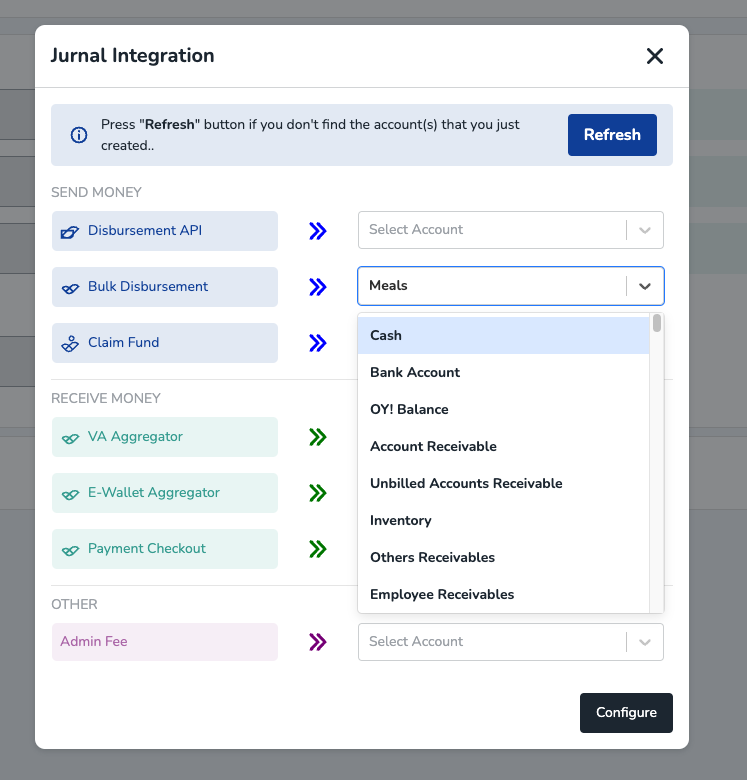 Jurnal Integration
Press "Refresh" button if you don't find the account(s) that you just
created..
Refresh
SEND MONEY
Disbursement API
Select Account
Bulk Disbursement
Meals
Claim Fund
Cash
Bank Account
OY! Balance
Account Receivable
Unbilled Accounts Receivable
Inventory
Others Receivables
Employee Receivables
RECEIVE MONEY
VA Aggregator
E-Wallet Aggregator
Payment Checkout
OTHER
Admin Fee
Select Account
Configure